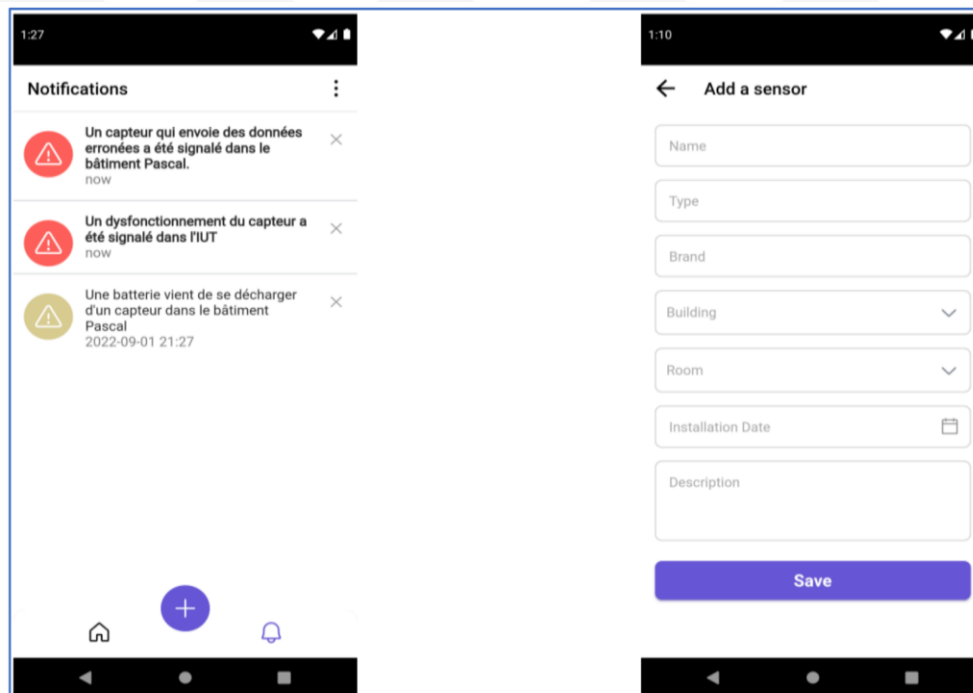 1:27
Notifications
Un capteur qui envoie des données
erronées a été signalé dans le
bâtiment Pascal.
now
Un dysfonctionnement du capteur a
été signalé dans l'IUT
now
Une batterie vient de se décharger
d'un capteur dans le bâtiment
Pascal
2022-09-01 21:27
1:10
Add a sensor
Name
Type
Brand
Building
Room
Installation Date
Description
Save